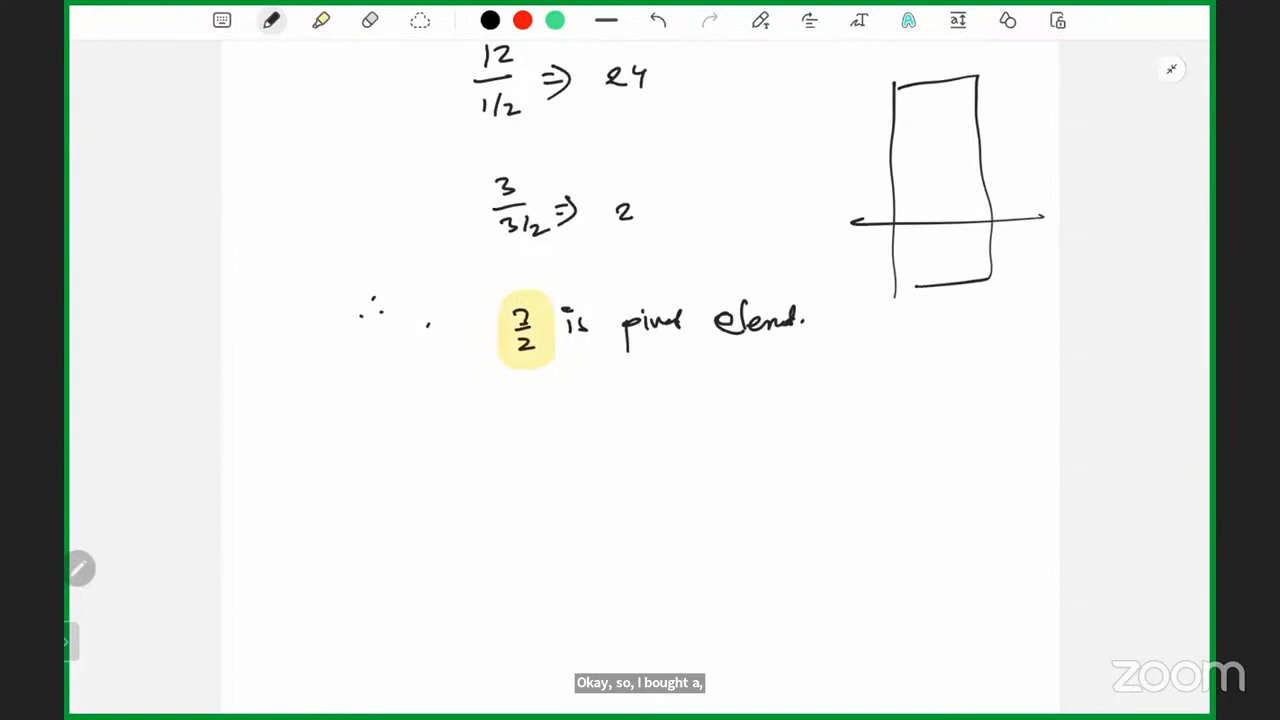 12
1/2 => 24
3
3/2 => 2
∴ . 3/2 is pivot element.
Okay, so, I bought a,
zoom